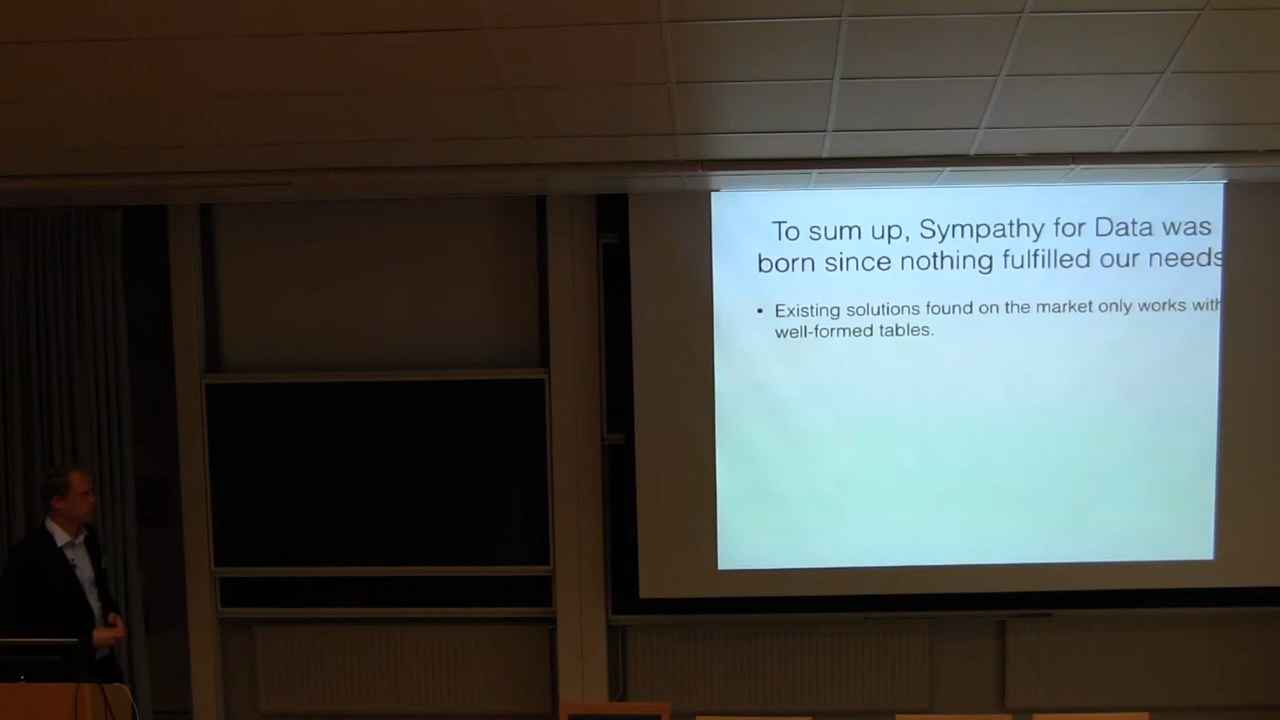 To sum up, Sympathy for Data was
born since nothing fulfilled our needs
• Existing solutions found on the market only works with
well-formed tables.